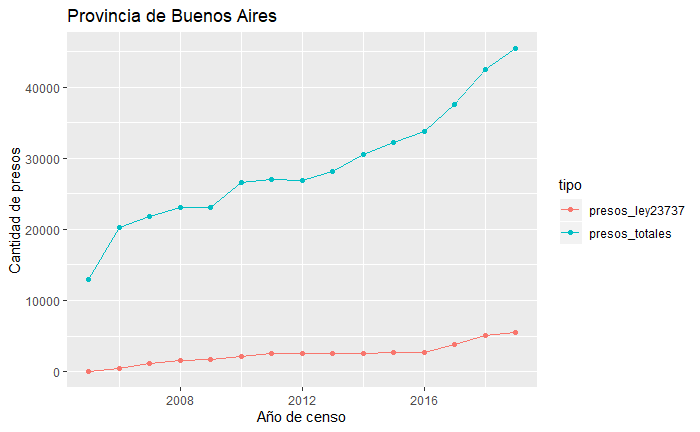 Provincia de Buenos Aires
Cantidad de presos
40000
30000
20000
10000
0
2008
2012
2016
Año de censo
tipo
presos_ley23737
presos_totales